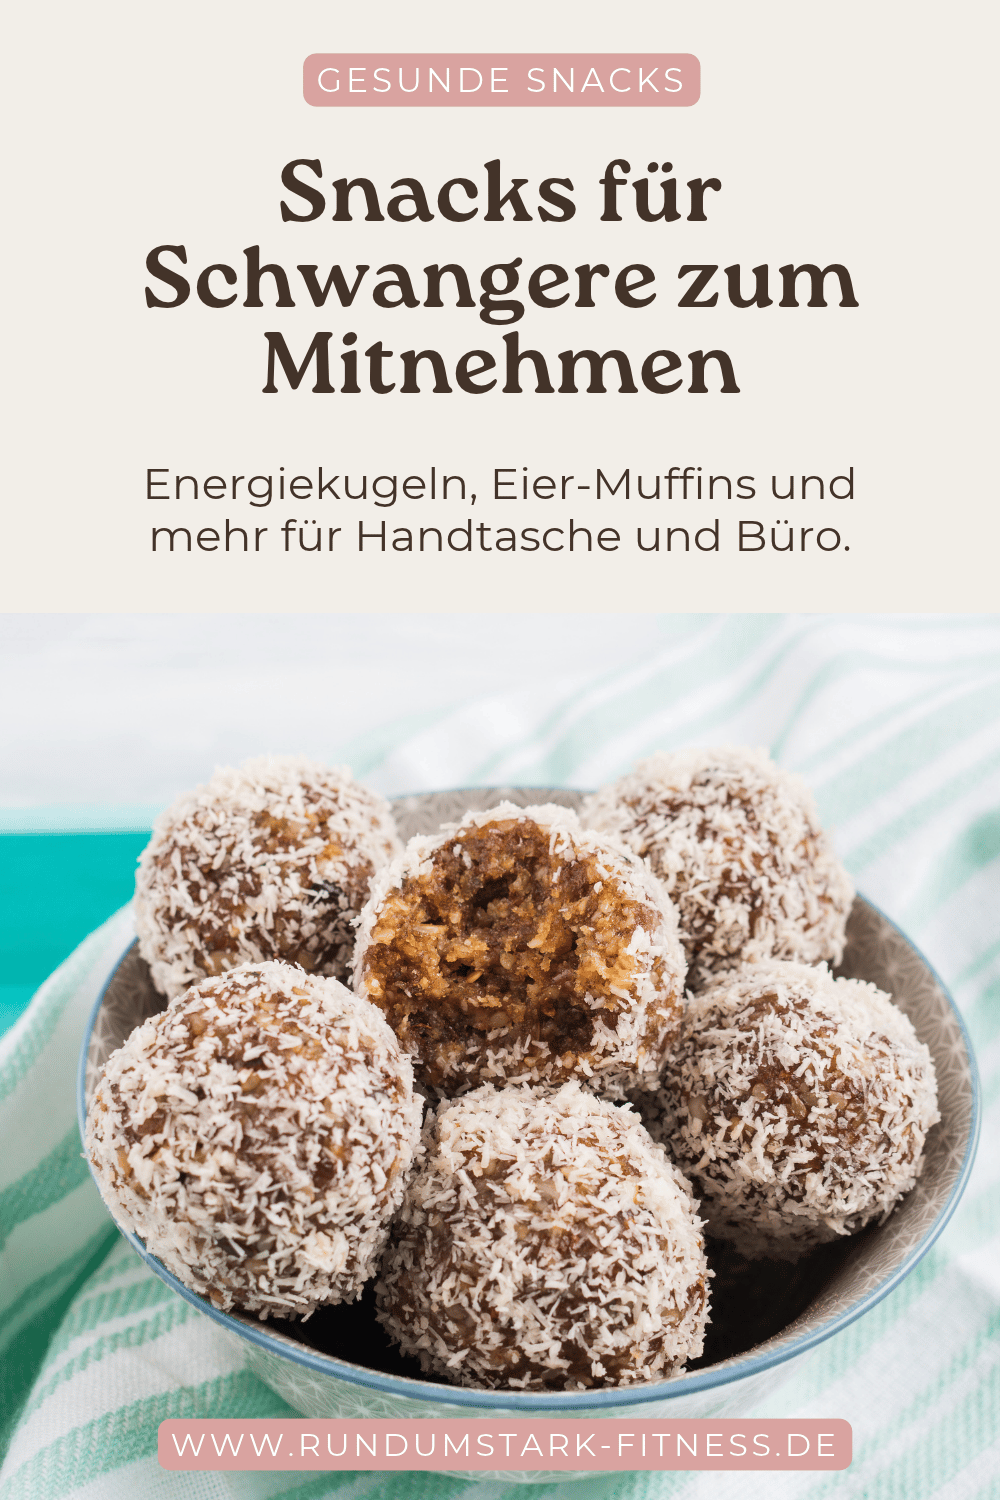 GESUNDE SNACKS
Snacks für
Schwangere zum
Mitnehmen
Energiekugeln, Eier-Muffins und
mehr für Handtasche und Büro.
WWW.RUNDUMSTARK-FITNESS.DE